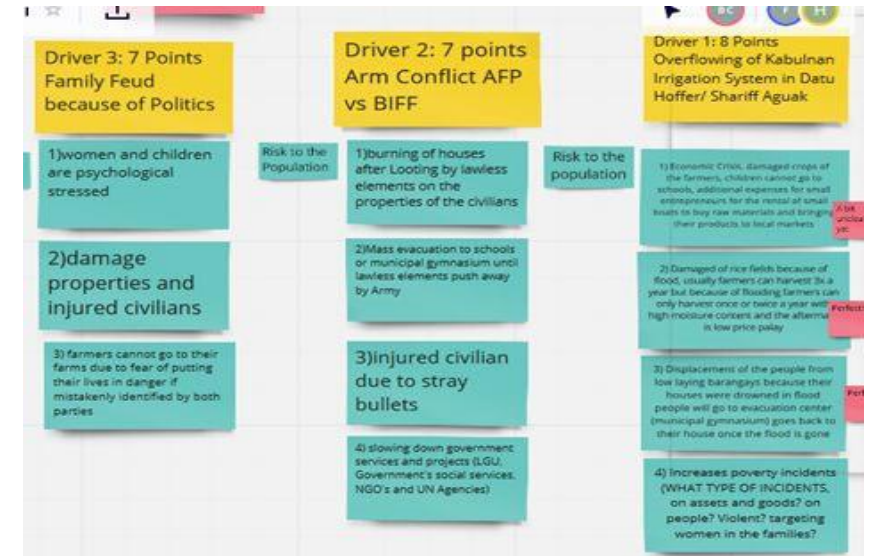 Driver 3: 7 Points
Family Feud
because of Politics
1)women and children
are psychological
stressed
2)damage
properties and
injured civilians
3) farmers cannot go to their
farms due to fear of putting
their lives in danger if
mistakenly identified by both
parties
Risk to the
Population
Driver 2: 7 points
Arm Conflict AFP
vs BIFF
1)burning of houses
after Looting by lawless
elements on the
properties of the civilians
2)Mass evacuation to schools
or municipal gymnasium until
lawless elements push away
by Army
3)injured civilian
due to stray
bullets
4) slowing down government
services and projects (LGU,
Government's social services,
NGO's and UN Agencies)
Risk to the
population
BC
F
H
Driver 1: 8 Points
Overflowing of Kabulnan
Irrigation System in Datu
Hoffer/ Shariff Aguak
1) Economic Crisis, damaged crops of
the farmers, children cannot go to
schools, additional expenses for small
entrepreneurs for the rental of small
boats to buy raw materials and bringing
their products to local markets
A bit
yet
2) Damaged of rice fields because of
flood, usually farmers can harvest 3x a
year but because of flooding farmers can
only harvest once or twice a year with
high moisture content and the
is low price palay
Perfect
3) Displacement of the people from
low laying barangays because their
houses were drowned in flood
people will go to evacuation center
(municipal gymnasium) goes back to
their house once the flood is gone
4) Increases poverty incidents
(WHAT TYPE OF INCIDENTS,
on assets and goods? on
people? Violent? targeting
women in the families?